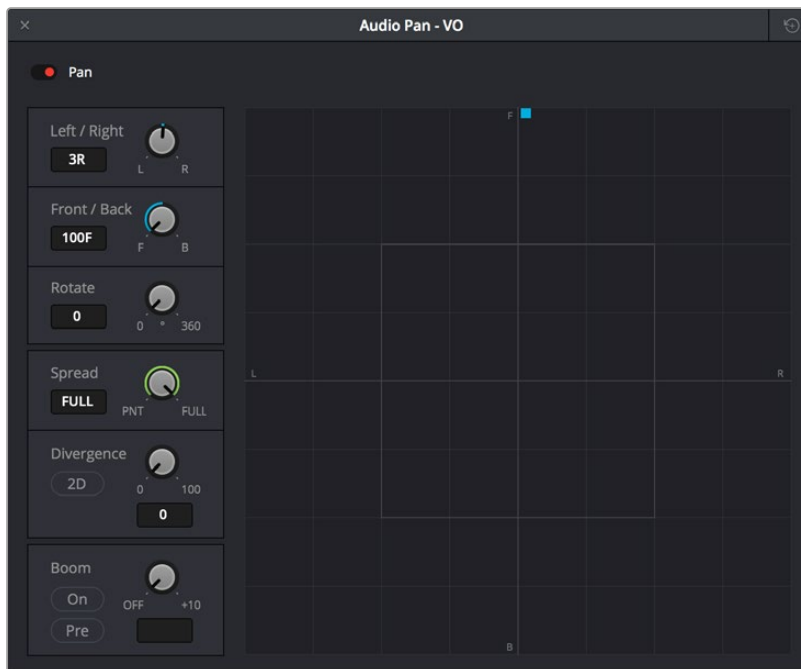 Audio Pan - VO
Pan
Left / Right
3R
L R
Front / Back
100F
F B
Rotate
0
0 ° 360
Spread
FULL
PNT FULL
Divergence
2D
0 100
0
Boom
On
OFF +10
Pre
F
L
R
B